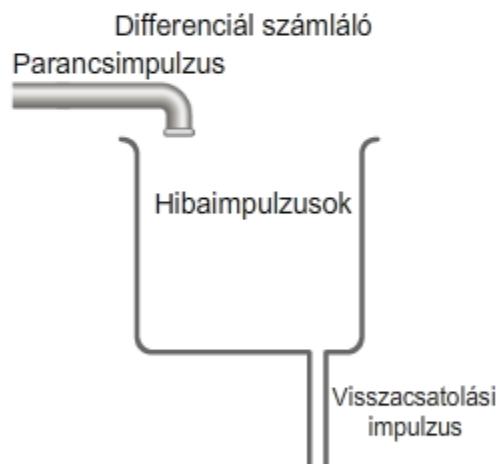 Differenciál számláló
Parancsimpulzus
Hibaimpulzusok
Visszacsatolási
impulzus